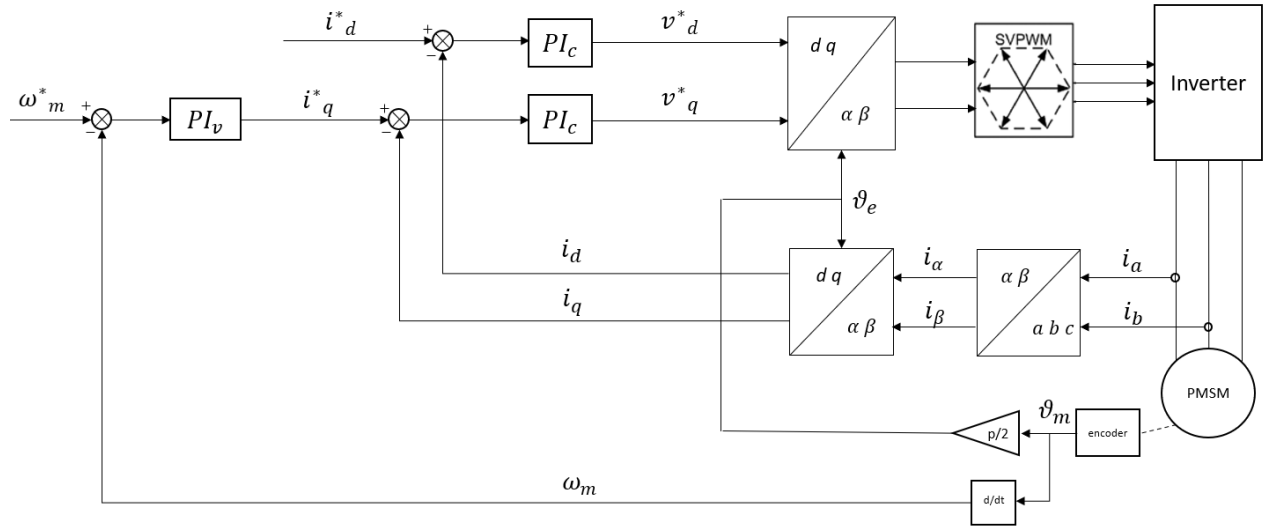 i*d
+
−
PIc
v*d
d q
α β
SVPWM
Inverter
ω*m
+
−
PIv
i*q
+
−
PIc
v*q
ϑe
id
iq
d q
α β
iα
iβ
α β
a b c
ia
ib
PMSM
ϑm
p/2
encoder
ωm
d/dt